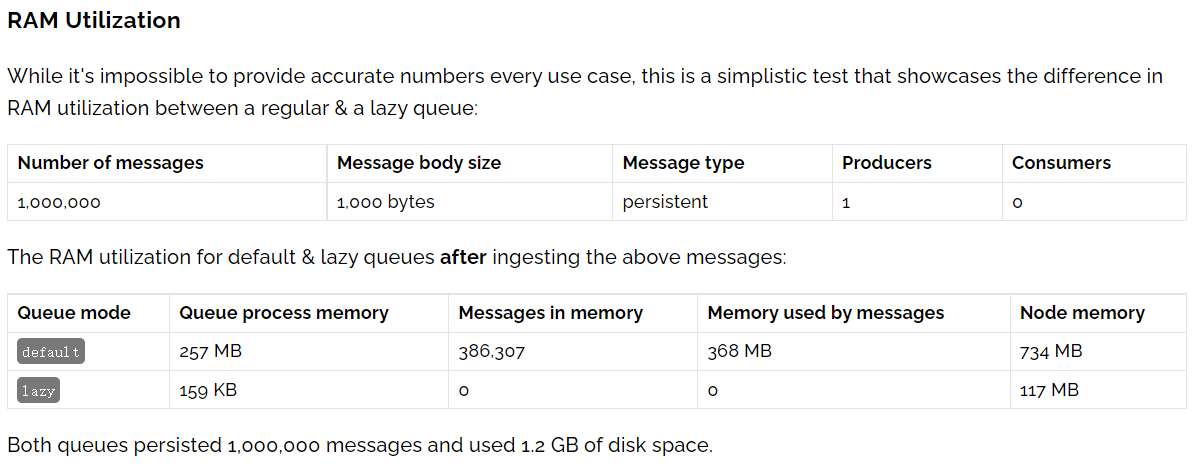 RAM Utilization
While it's impossible to provide accurate numbers every use case, this is a simplistic test that showcases the difference in
RAM utilization between a regular & a lazy queue:
Number of messages Message body size Message type Producers Consumers
1,000,000 1,000 bytes persistent 1 0
The RAM utilization for default & lazy queues after ingesting the above messages:
Queue mode Queue process memory Messages in memory Memory used by messages Node memory
default 257 MB 386,307 368 MB 734 MB
lazy 159 KB 0 0 117 MB
Both queues persisted 1,000,000 messages and used 1.2 GB of disk space.